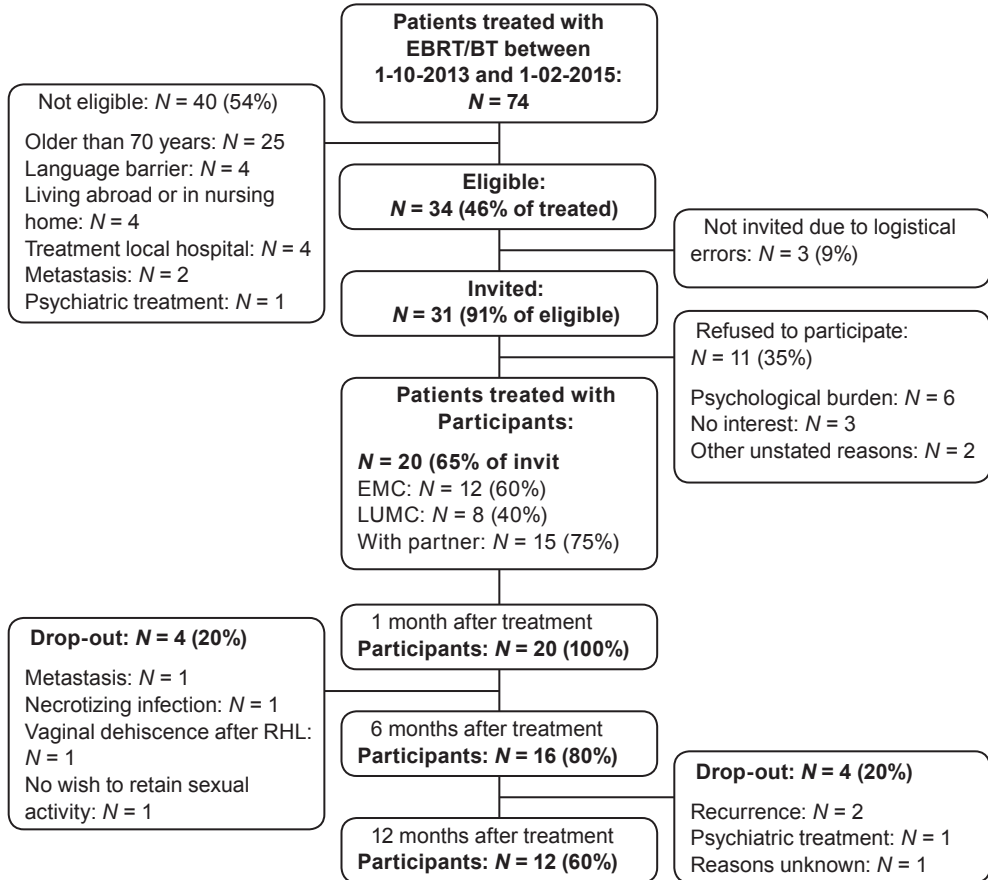 Patients treated with
EBRT/BT between
1-10-2013 and 1-02-2015:
N = 74
Not eligible: N = 40 (54%)
Older than 70 years: N = 25
Language barrier: N = 4
Living abroad or in nursing
home: N = 4
Treatment local hospital: N = 4
Metastasis: N = 2
Psychiatric treatment: N = 1
Eligible:
N = 34 (46% of treated)
Not invited due to logistical
errors: N = 3 (9%)
Invited:
N = 31 (91% of eligible)
Refused to participate:
N = 11 (35%)
Psychological burden: N = 6
No interest: N = 3
Other unstated reasons: N = 2
Patients treated with
Participants:
N = 20 (65% of invit
EMC: N = 12 (60%)
LUMC: N = 8 (40%)
With partner: N = 15 (75%)
1 month after treatment
Participants: N = 20 (100%)
Drop-out: N = 4 (20%)
Metastasis: N = 1
Necrotizing infection: N = 1
Vaginal dehiscence after RHL:
N = 1
No wish to retain sexual
activity: N = 1
6 months after treatment
Participants: N = 16 (80%)
Drop-out: N = 4 (20%)
Recurrence: N = 2
Psychiatric treatment: N = 1
Reasons unknown: N = 1
12 months after treatment
Participants: N = 12 (60%)